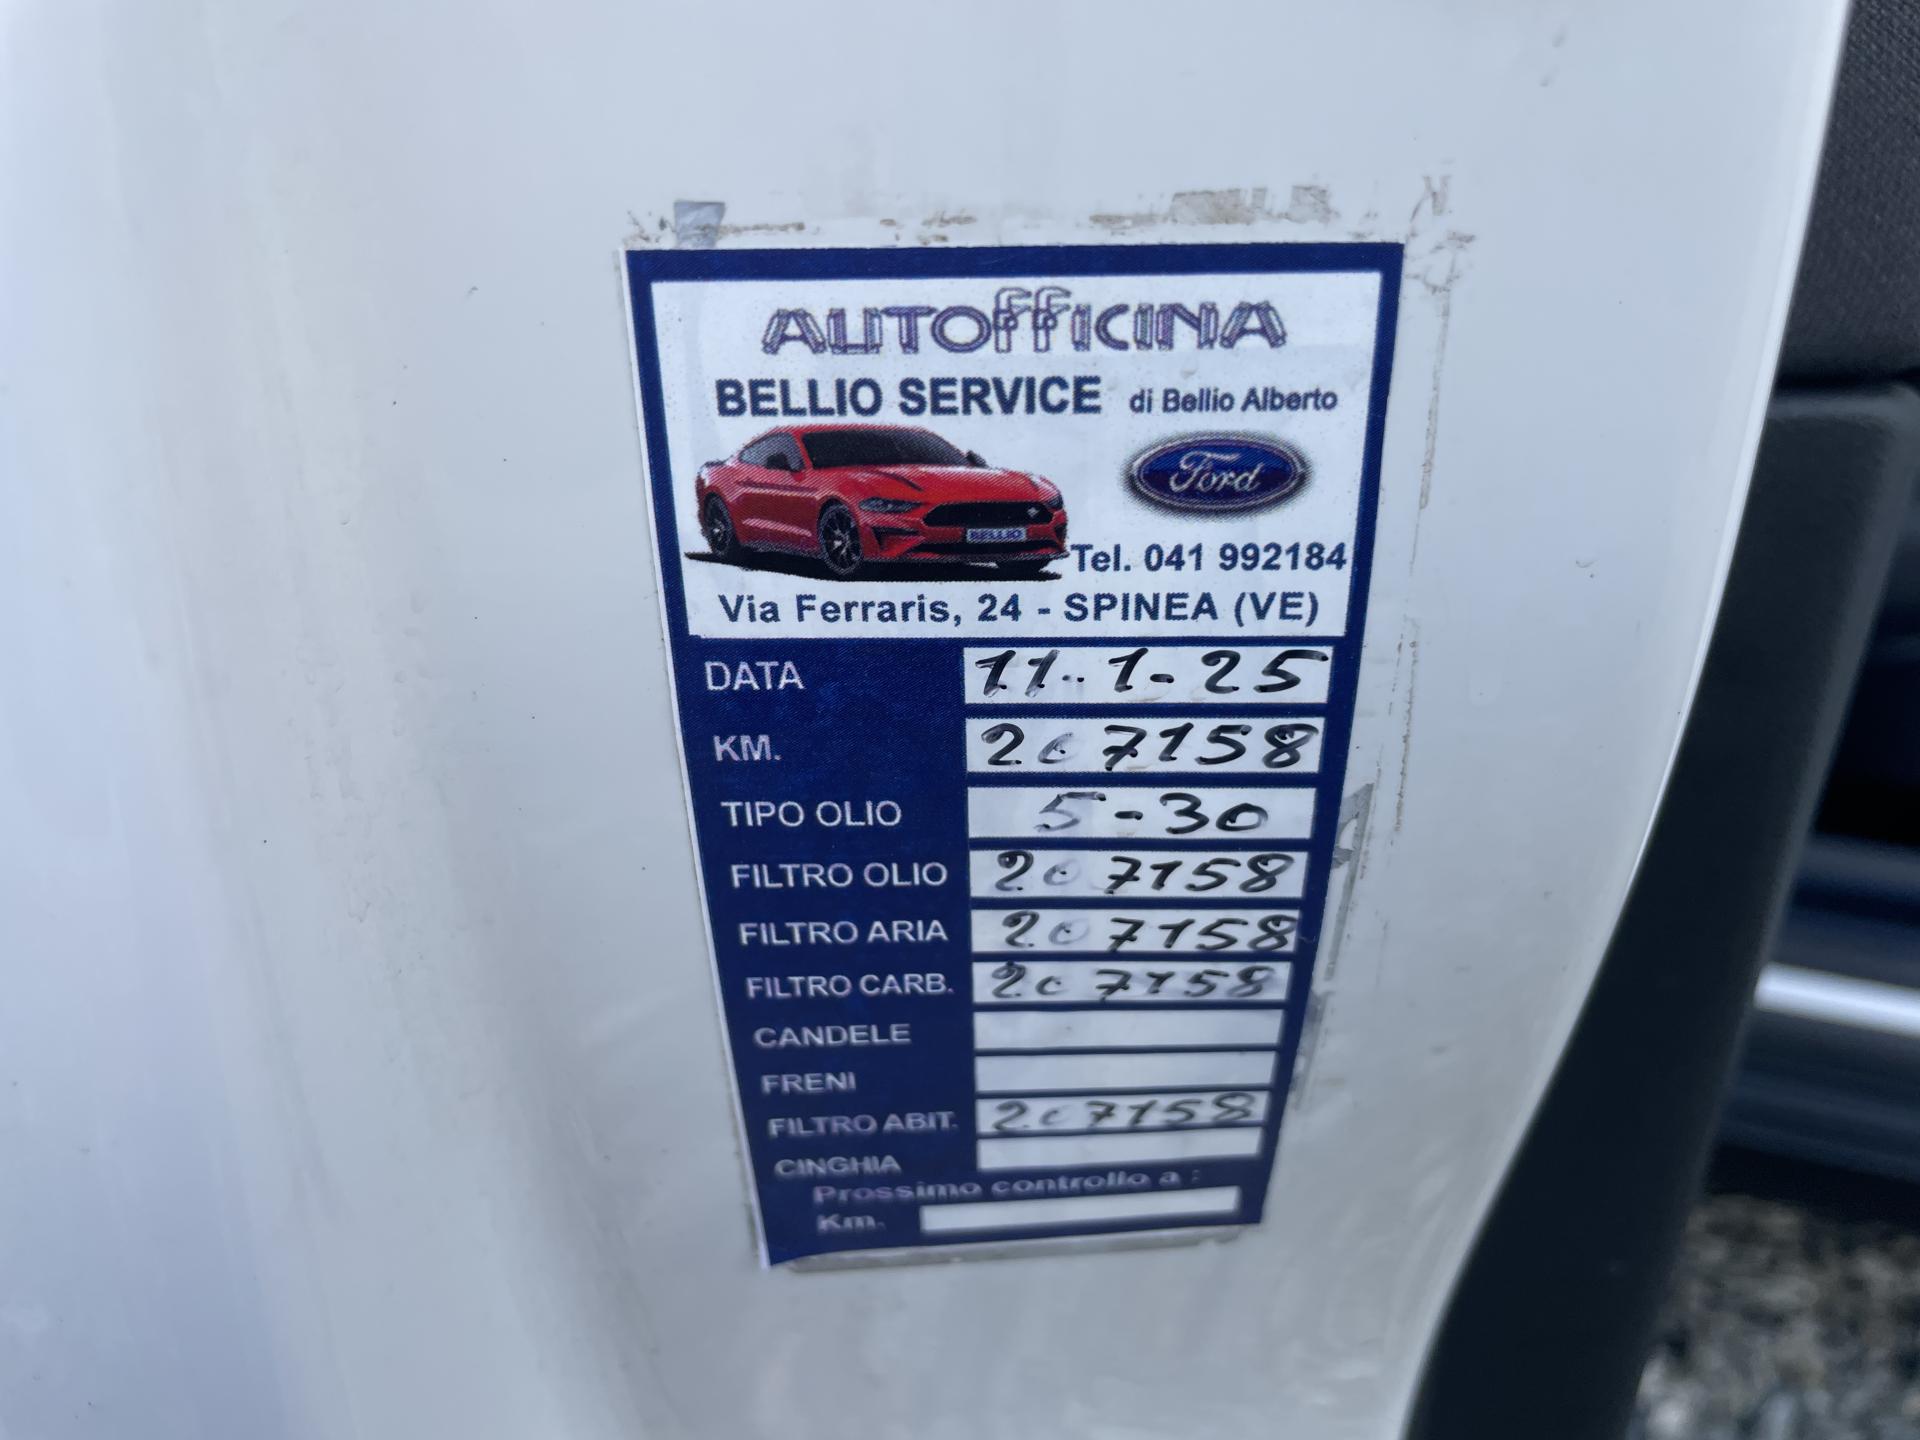 AUTOFFICINA
BELLIO SERVICE di Bellio Alberto
Ford
BELLIO
Tel. 041 992184
Via Ferraris, 24 - SPINEA (VE)
DATA 11.1-25
KM. 207158
TIPO OLIO 5-30
FILTRO OLIO 207158
FILTRO ARIA 207158
FILTRO CARB. 207158
CANDELE
FRENI
FILTRO ABIT. 207158
CINGHIA
Prossimo controllo a :
Km.